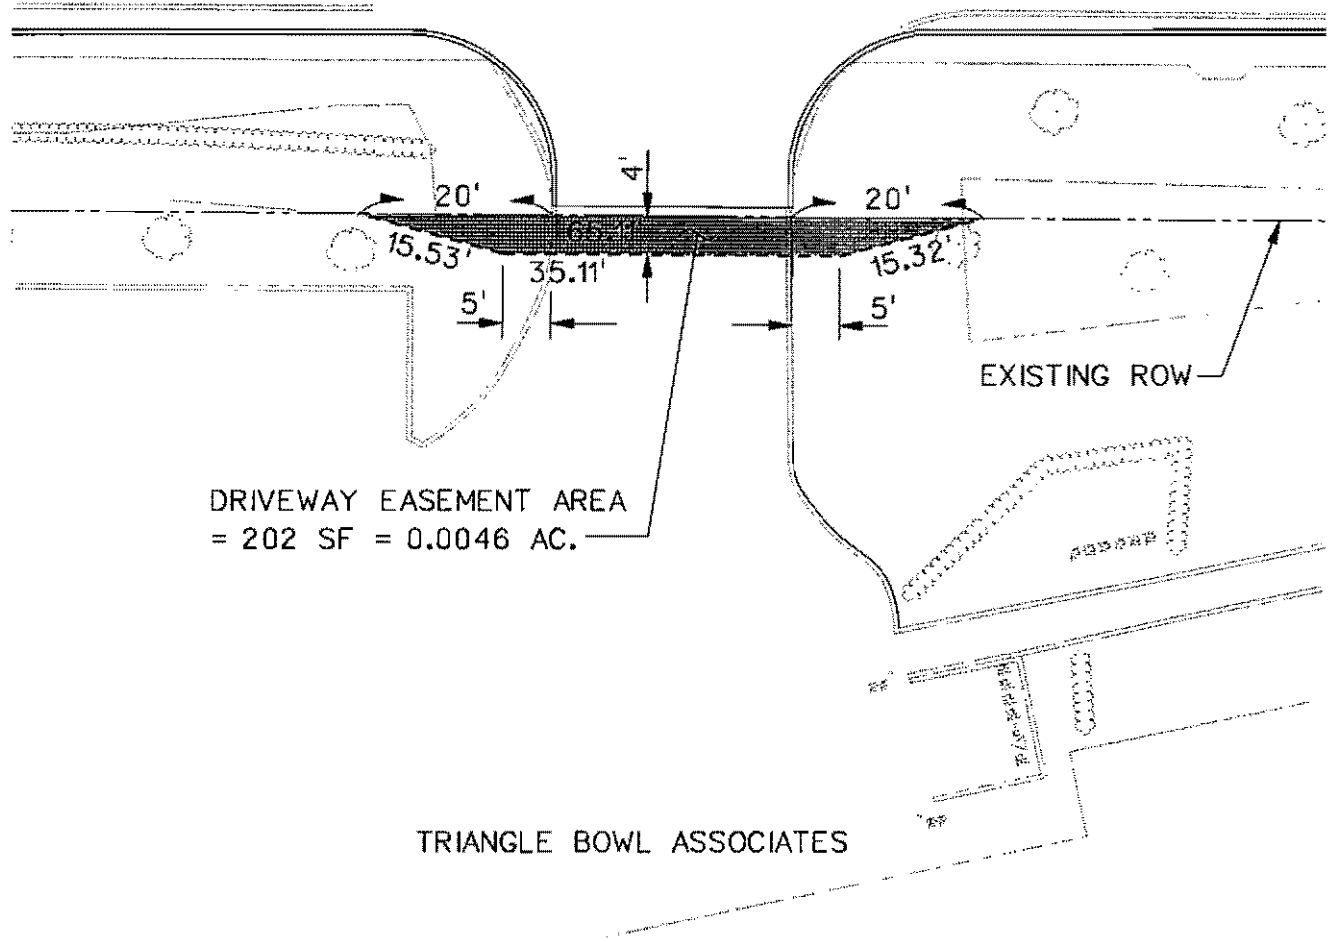 4'
20'
20'
15.53'
35.11'
15.32'
5'
5'
EXISTING ROW
DRIVEWAY EASEMENT AREA
= 202 SF = 0.0046 AC.
TRIANGLE BOWL ASSOCIATES